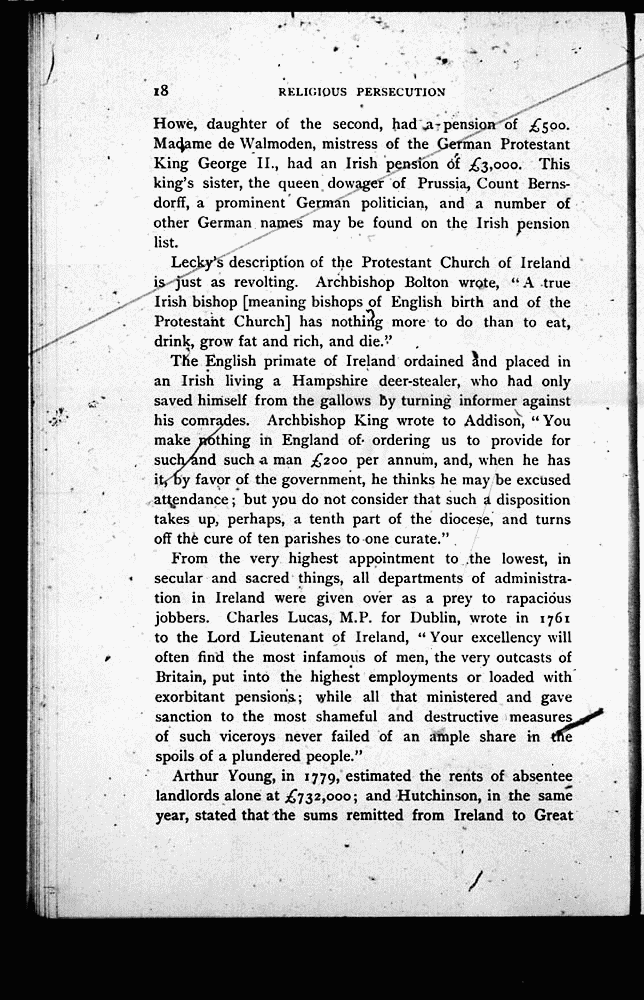 18 RELIGIOUS PERSECUTION
Howe, daughter of the second, had a pension of £500.
Madame de Walmoden, mistress of the German Protestant
King George II., had an Irish pension of £3,000. This
king's sister, the queen dowager of Prussia, Count Berns-
dorff, a prominent German politician, and a number of
other German names may be found on the Irish pension
list.
Lecky's description of the Protestant Church of Ireland
is just as revolting. Archbishop Bolton wrote, “A true
Irish bishop [meaning bishops of English birth and of the
Protestant Church] has nothing more to do than to eat,
drink, grow fat and rich, and die.”
The English primate of Ireland ordained and placed in
an Irish living a Hampshire deer-stealer, who had only
saved himself from the gallows by turning informer against
his comrades. Archbishop King wrote to Addison, “You
make nothing in England of ordering us to provide for
such and such a man £200 per annum, and, when he has
it, by favor of the government, he thinks he may be excused
attendance; but you do not consider that such a disposition
takes up, perhaps, a tenth part of the diocese, and turns
off the cure of ten parishes to one curate.”
From the very highest appointment to the lowest, in
secular and sacred things, all departments of administra-
tion in Ireland were given over as a prey to rapacious
jobbers. Charles Lucas, M.P. for Dublin, wrote in 1761
to the Lord Lieutenant of Ireland, “Your excellency will
often find the most infamous of men, the very outcasts of
Britain, put into the highest employments or loaded with
exorbitant pensions; while all that ministered and gave
sanction to the most shameful and destructive measures
of such viceroys never failed of an ample share in the
spoils of a plundered people.”
Arthur Young, in 1779, estimated the rents of absentee
landlords alone at £732,000; and Hutchinson, in the same
year, stated that the sums remitted from Ireland to Great